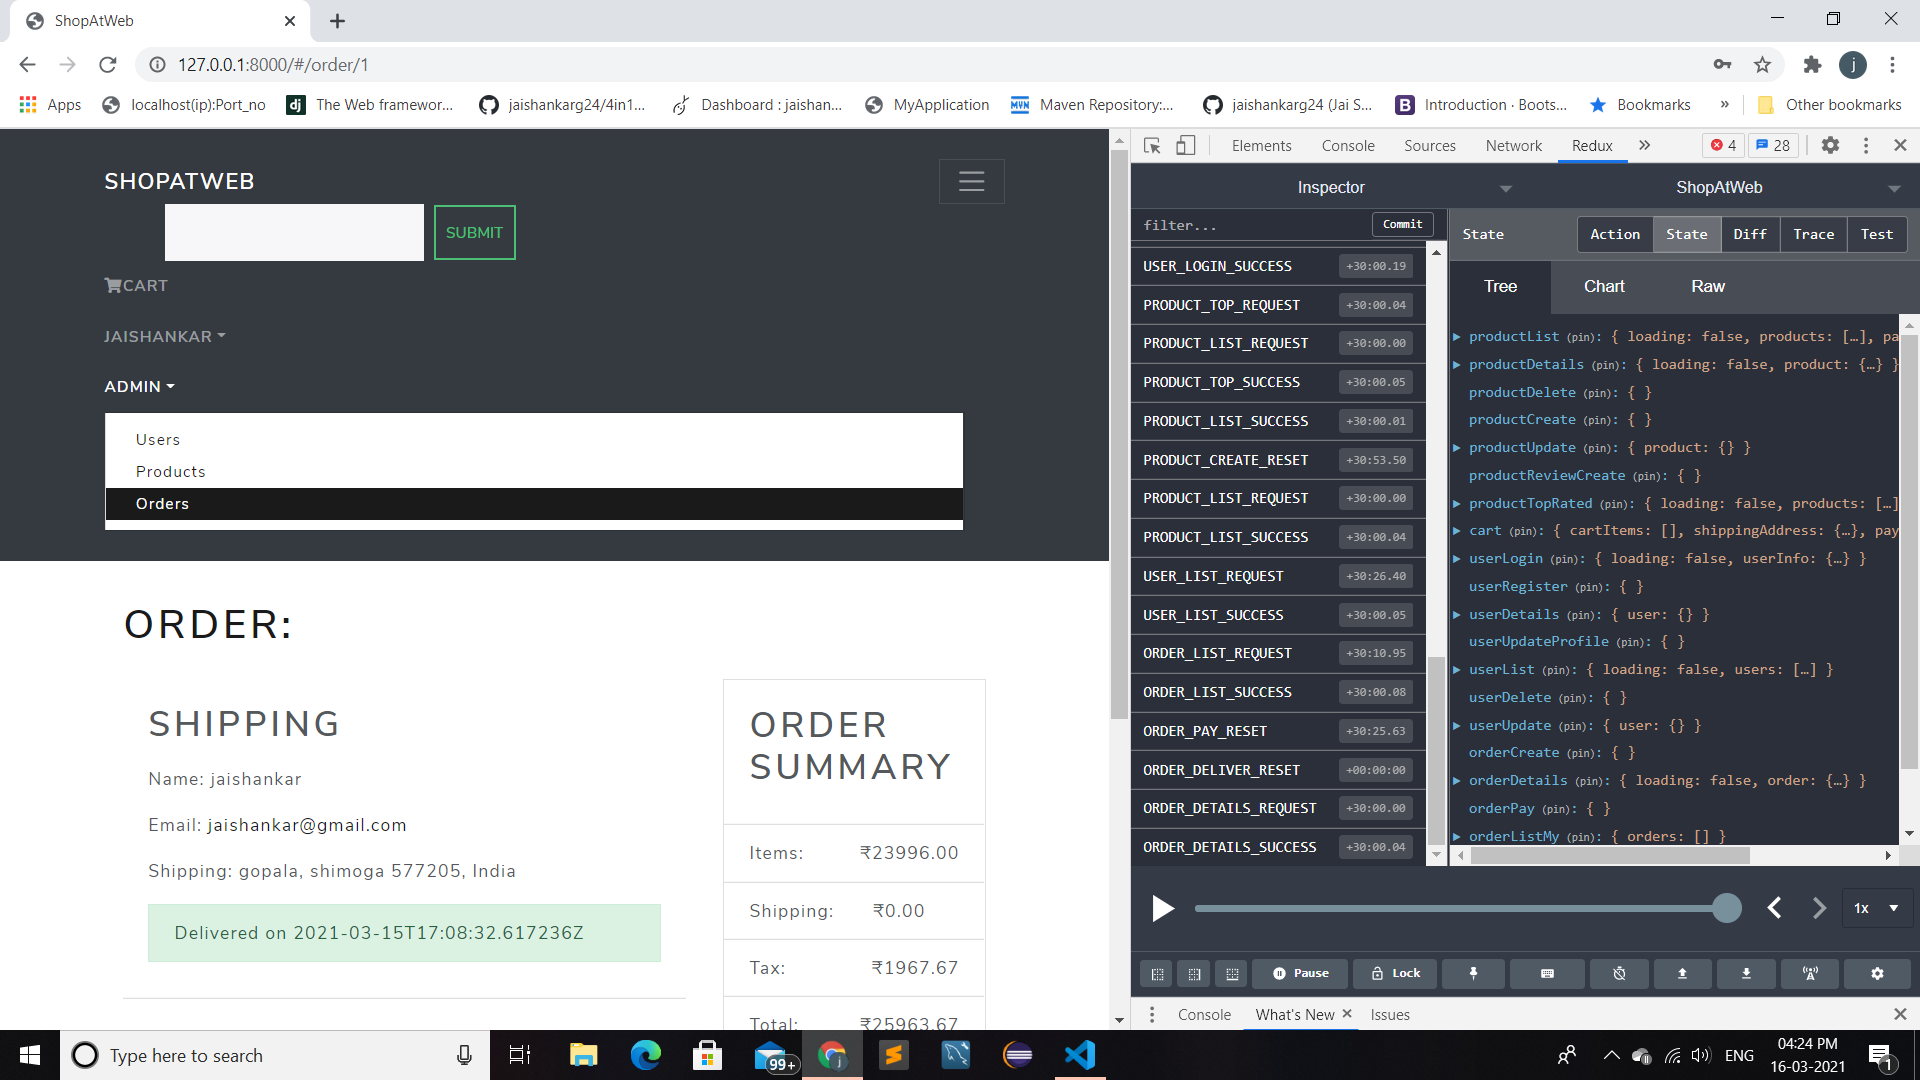 ShopAtWeb
127.0.0.1:8000/#/order/1
j
Apps
localhost(ip):Port_no
dj
The Web framewor...
jaishankarg24/4in1...
Dashboard : jaishan...
MyApplication
MVN
Maven Repository:...
jaishankarg24 (Jai S...
B
Introduction · Boots...
Bookmarks
»
Other bookmarks
SHOPATWEB
SUBMIT
CART
JAISHANKAR
ADMIN
Users
Products
Orders
ORDER:
SHIPPING
Name: jaishankar
Email: jaishankar@gmail.com
Shipping: gopala, shimoga 577205, India
Delivered on 2021-03-15T17:08:32.617236Z
ORDER
SUMMARY
Items: ₹23996.00
Shipping: ₹0.00
Tax: ₹1967.67
Total: ₹25963.67
Elements
Console
Sources
Network
Redux
»
4
28
Inspector
ShopAtWeb
filter...
Commit
USER_LOGIN_SUCCESS +30:00.19
PRODUCT_TOP_REQUEST +30:00.04
PRODUCT_LIST_REQUEST +30:00.00
PRODUCT_TOP_SUCCESS +30:00.05
PRODUCT_LIST_SUCCESS +30:00.01
PRODUCT_CREATE_RESET +30:53.50
PRODUCT_LIST_REQUEST +30:00.00
PRODUCT_LIST_SUCCESS +30:00.04
USER_LIST_REQUEST +30:26.40
USER_LIST_SUCCESS +30:00.05
ORDER_LIST_REQUEST +30:10.95
ORDER_LIST_SUCCESS +30:00.08
ORDER_PAY_RESET +30:25.63
ORDER_DELIVER_RESET +00:00:00
ORDER_DETAILS_REQUEST +30:00.00
ORDER_DETAILS_SUCCESS +30:00.04
State
Action
State
Diff
Trace
Test
Tree
Chart
Raw
productList (pin): { loading: false, products: […], pa
productDetails (pin): { loading: false, product: {…} }
productDelete (pin): { }
productCreate (pin): { }
productUpdate (pin): { product: {} }
productReviewCreate (pin): { }
productTopRated (pin): { loading: false, products: […]
cart (pin): { cartItems: [], shippingAddress: {…}, pay
userLogin (pin): { loading: false, userInfo: {…} }
userRegister (pin): { }
userDetails (pin): { user: {} }
userUpdateProfile (pin): { }
userList (pin): { loading: false, users: […] }
userDelete (pin): { }
userUpdate (pin): { user: {} }
orderCreate (pin): { }
orderDetails (pin): { loading: false, order: {…} }
orderPay (pin): { }
orderListMy (pin): { orders: [] }
1x
Pause
Lock
Console
What's New
Issues
Type here to search
99+
j
ENG
04:24 PM
16-03-2021
1